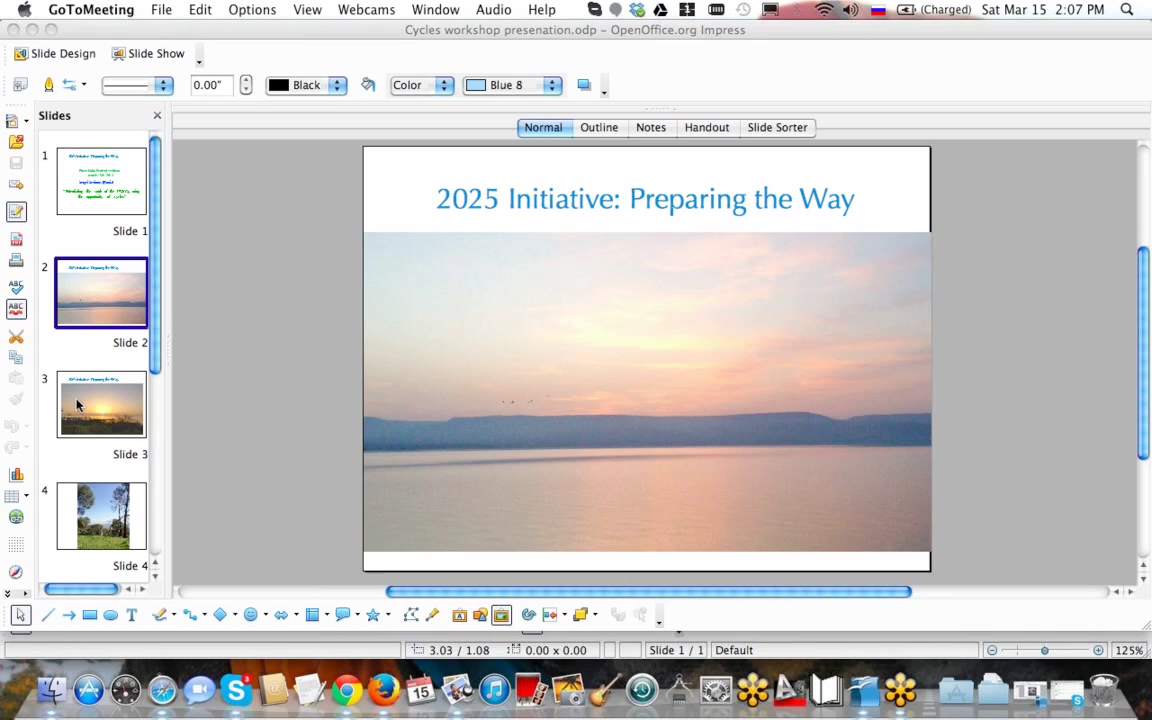 GoToMeeting File Edit Options View Webcams Window Audio Help (Charged) Sat Mar 15 2:07 PM
Cycles workshop presenation.odp – OpenOffice.org Impress
Slide Design Slide Show
0.00" Black Color Blue 8
Slides
Normal Outline Notes Handout Slide Sorter
1
Slide 1
2
Slide 2
3
Slide 3
4
Slide 4
2025 Initiative: Preparing the Way
3.03 / 1.08 0.00 x 0.00 Slide 1 / 1 Default 125%